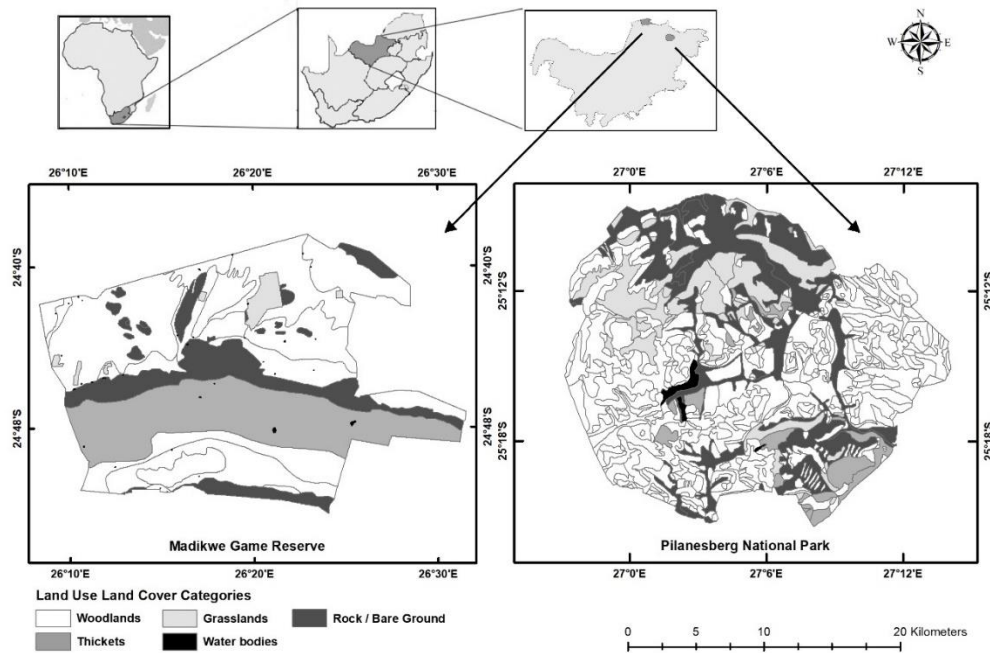 N
W E
S
26°10'E 26°20'E 26°30'E
27°0'E 27°6'E 27°12'E
24°40'S 24°40'S 25°12'S 25°12'S
24°48'S 24°48'S 25°18'S 25°18'S
Madikwe Game Reserve
Pilanesberg National Park
26°10'E 26°20'E 26°30'E
27°0'E 27°6'E 27°12'E
Land Use Land Cover Categories
Woodlands Grasslands Rock / Bare Ground
Thickets Water bodies
0 5 10 20 Kilometers